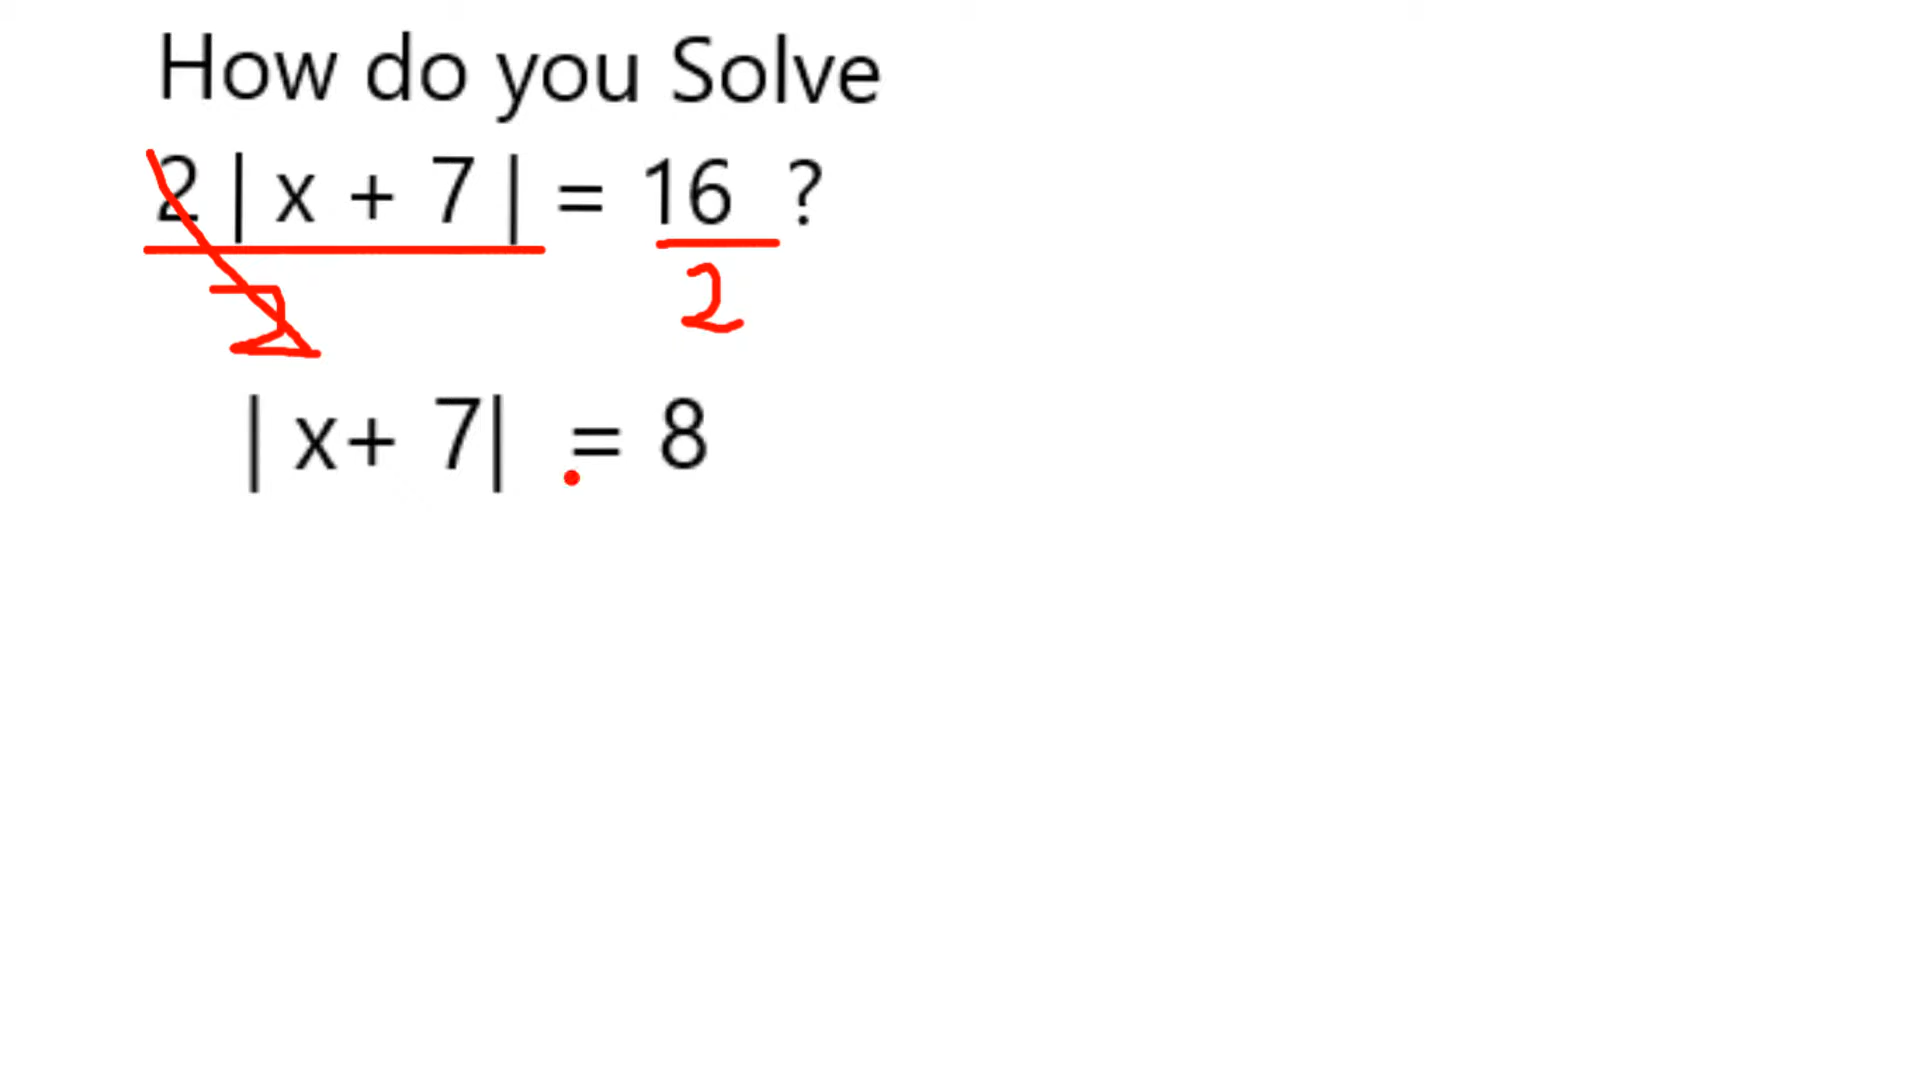 How do you Solve
2 | x + 7 | = 16 ?
2 2
| x+ 7| = 8